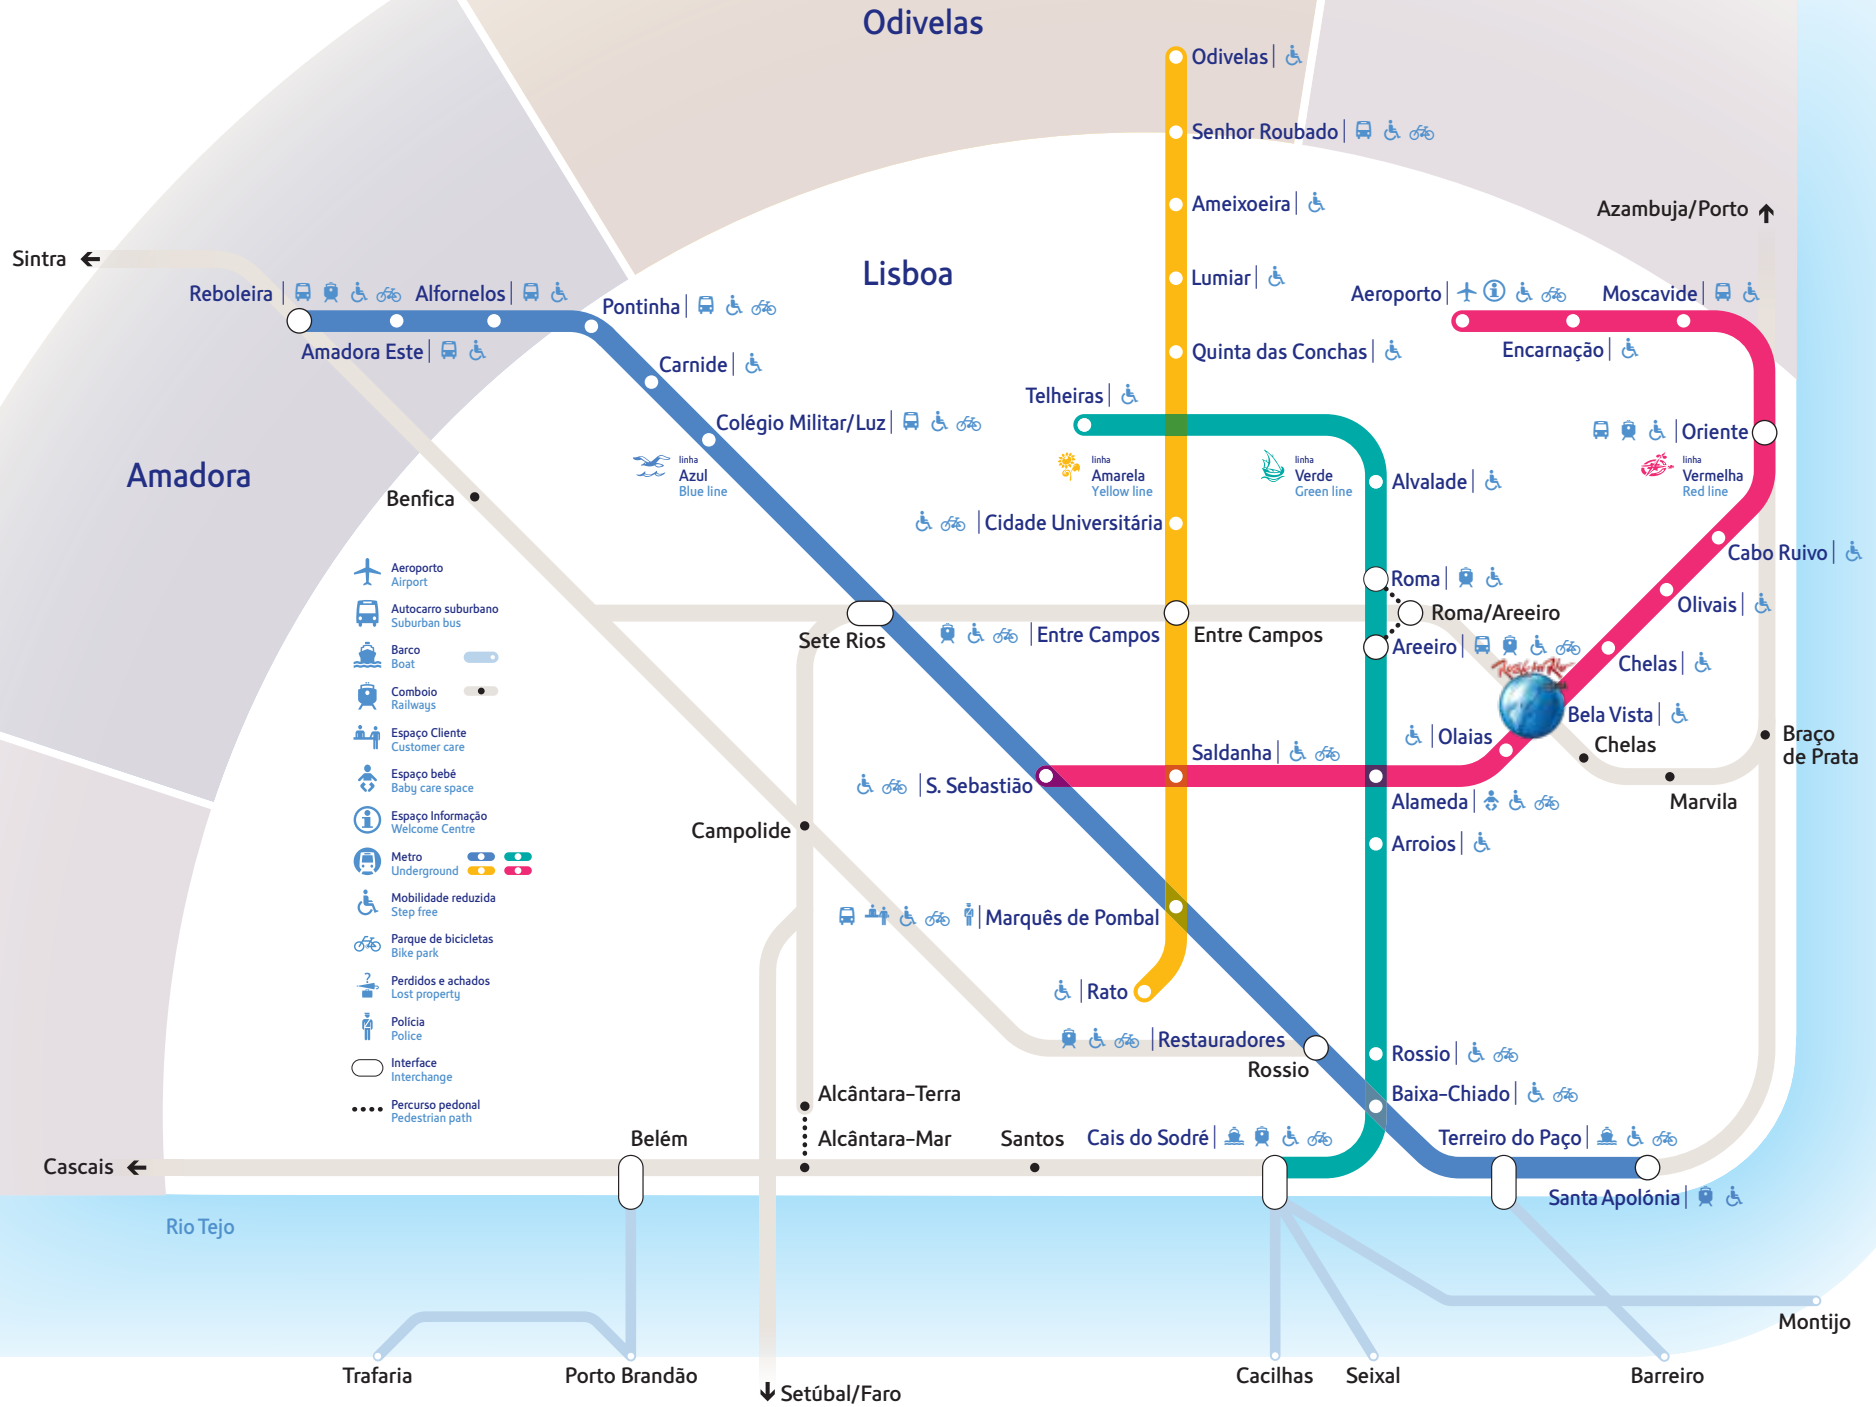 Odivelas
Odivelas
Senhor Roubado
Ameixoeira
Azambuja/Porto
Sintra
Lisboa
Lumiar
Reboleira
Alfornelos
Pontinha
Aeroporto
Moscavide
Amadora Este
Carnide
Quinta das Conchas
Encarnação
Telheiras
Colégio Militar/Luz
Oriente
linha
Azul
Blue line
linha
Amarela
Yellow line
linha
Verde
Green line
linha
Vermelha
Red line
Amadora
Alvalade
Benfica
Cidade Universitária
Cabo Ruivo
Roma
Olivais
Roma/Areeiro
Sete Rios
Entre Campos
Entre Campos
Areeiro
Chelas
Rock in Rio
Bela Vista
Olaias
Chelas
Braço
de Prata
Saldanha
S. Sebastião
Alameda
Marvila
Campolide
Arroios
Marquês de Pombal
Rato
Restauradores
Rossio
Rossio
Baixa-Chiado
Aeroporto
Airport
Autocarro suburbano
Suburban bus
Barco
Boat
Comboio
Railways
Espaço Cliente
Customer care
Espaço bebé
Baby care space
Espaço Informação
Welcome Centre
Metro
Underground
Mobilidade reduzida
Step free
Parque de bicicletas
Bike park
Perdidos e achados
Lost property
Polícia
Police
Interface
Interchange
Percurso pedonal
Pedestrian path
Alcântara-Terra
Belém
Alcântara-Mar
Santos
Cais do Sodré
Terreiro do Paço
Cascais
Santa Apolónia
Rio Tejo
Montijo
Trafaria
Porto Brandão
Setúbal/Faro
Cacilhas
Seixal
Barreiro